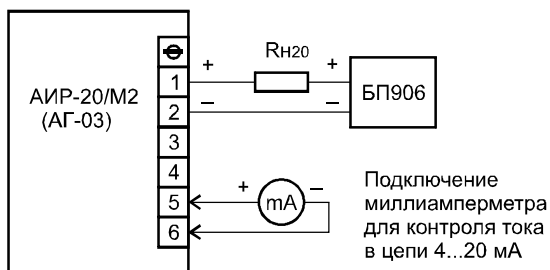 Rн20
+ +
1
АИР-20/М2
(АГ-03)
БП906
– –
2
3
4
+ –
5
mA
6
Подключение
миллиамперметра
для контроля тока
в цепи 4...20 мА